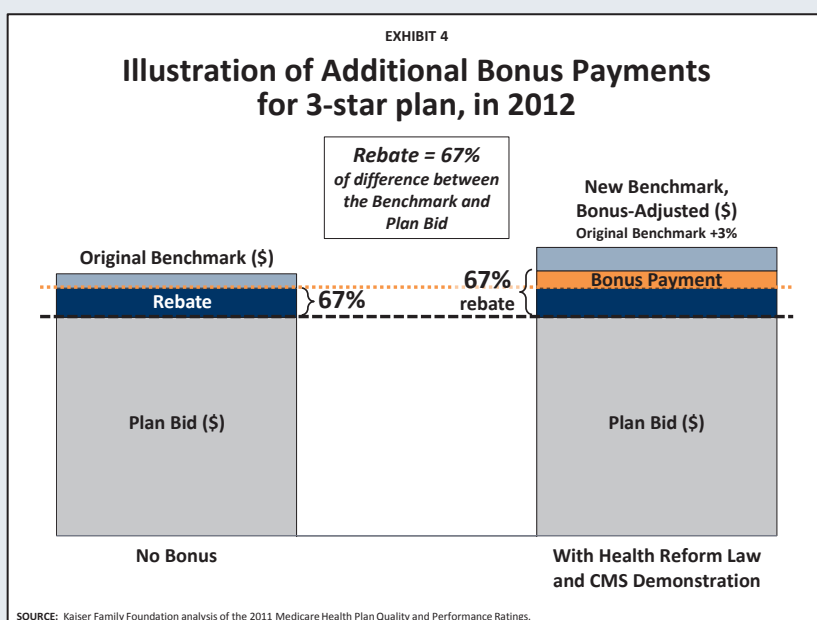 EXHIBIT 4
Illustration of Additional Bonus Payments
for 3-star plan, in 2012
Rebate = 67%
of difference between
the Benchmark and
Plan Bid
New Benchmark,
Bonus-Adjusted ($)
Original Benchmark +3%
Original Benchmark ($)
Rebate
67%
67%
rebate
Bonus Payment
Plan Bid ($)
Plan Bid ($)
No Bonus
With Health Reform Law
and CMS Demonstration
SOURCE: Kaiser Family Foundation analysis of the 2011 Medicare Health Plan Quality and Performance Ratings.